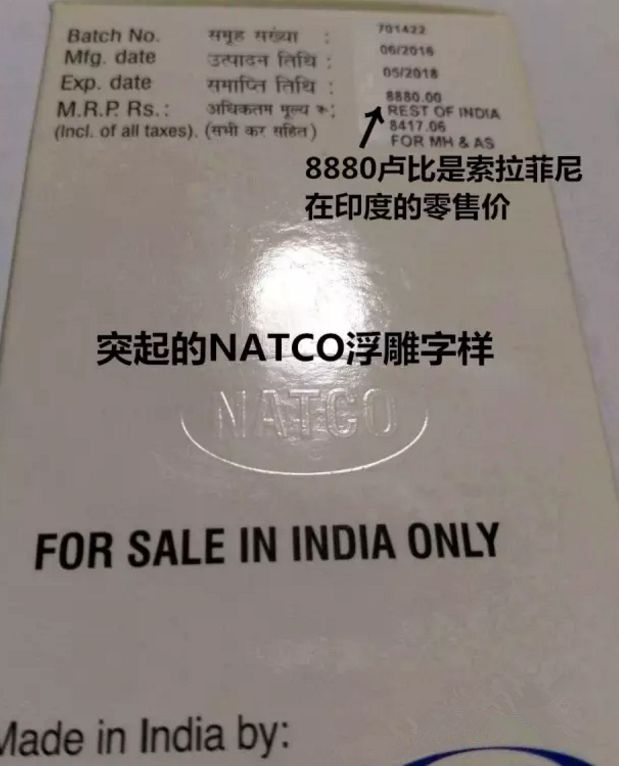 Batch No. समूह संख्या : 701422
Mfg. date उत्पादन तिथि : 06/2016
Exp. date समाप्ति तिथि : 05/2018
M.R.P. Rs.: अधिकतम मूल्य रु: 8880.00
REST OF INDIA
(Incl. of all taxes). (सभी कर सहित) 8417.06
FOR MH & AS
8880卢比是索拉菲尼
在印度的零售价
突起的NATCO浮雕字样
NATCO
FOR SALE IN INDIA ONLY
Made in India by: